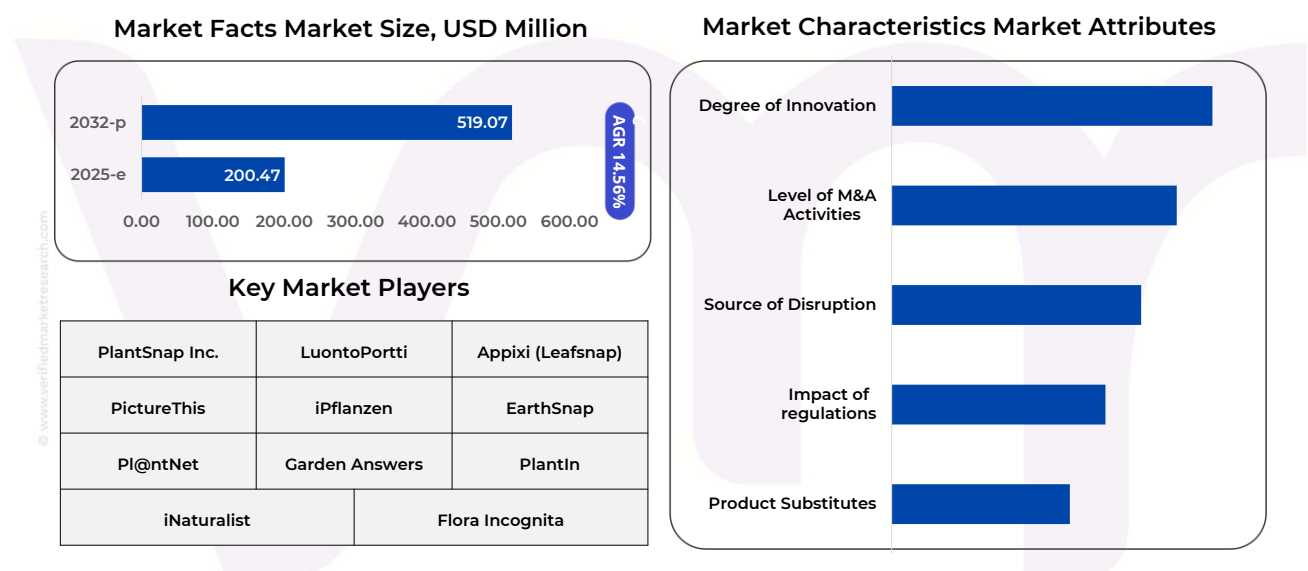 Market Facts Market Size, USD Million
2032-p
519.07
2025-e
200.47
0.00 100.00 200.00 300.00 400.00 500.00 600.00
AGR 14.56%
Key Market Players
PlantSnap Inc.
LuontoPortti
Appixi (Leafsnap)
PictureThis
iPflanzen
EarthSnap
Pl@ntNet
Garden Answers
PlantIn
iNaturalist
Flora Incognita
Market Characteristics Market Attributes
Degree of Innovation
Level of M&A
Activities
Source of Disruption
Impact of
regulations
Product Substitutes
© www.verifiedmarketresearch.com